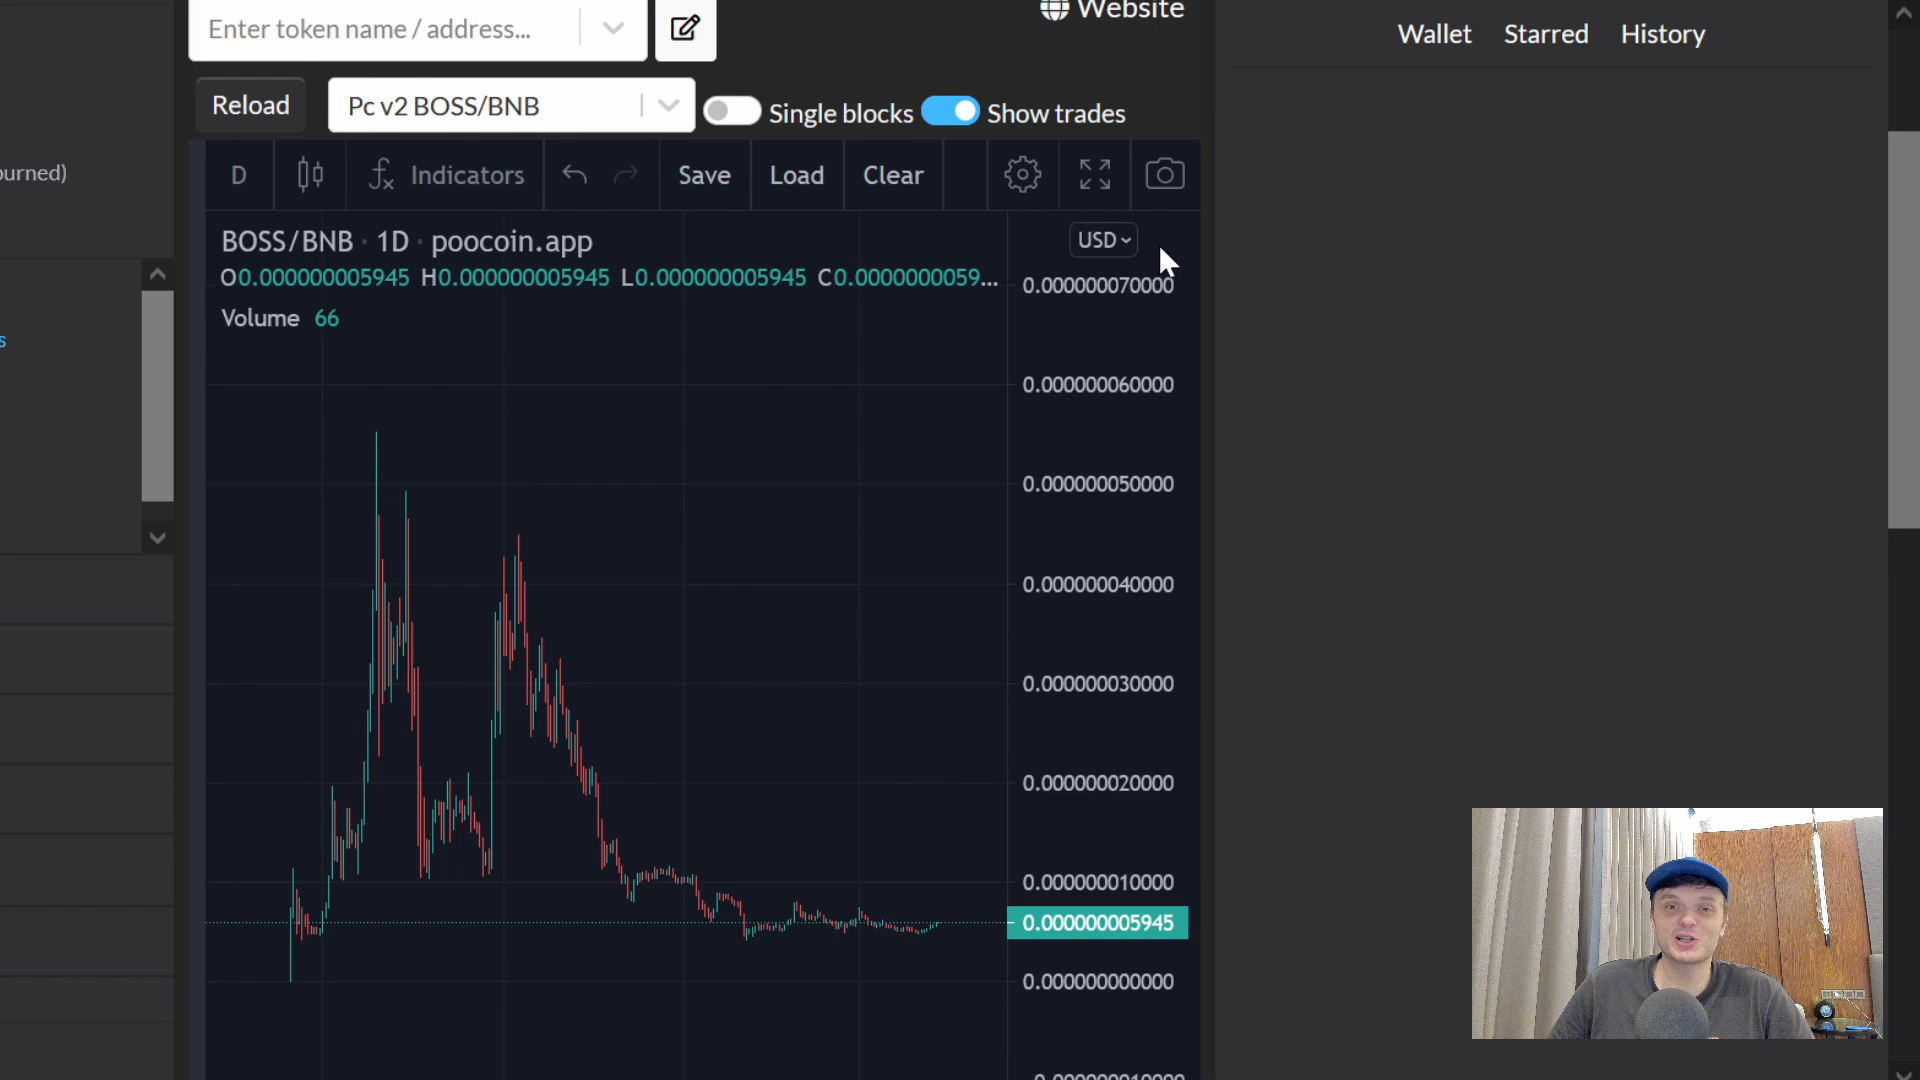 Enter token name / address...
Website
Wallet Starred History
Reload
Pc v2 BOSS/BNB
Single blocks
Show trades
ourned)
D
Indicators
Save
Load
Clear
BOSS/BNB · 1D · poocoin.app
USD
O0.000000005945 H0.000000005945 L0.000000005945 C0.0000000059...
0.000000070000
Volume 66
s
0.000000060000
0.000000050000
0.000000040000
0.000000030000
0.000000020000
0.000000010000
0.000000005945
0.000000000000